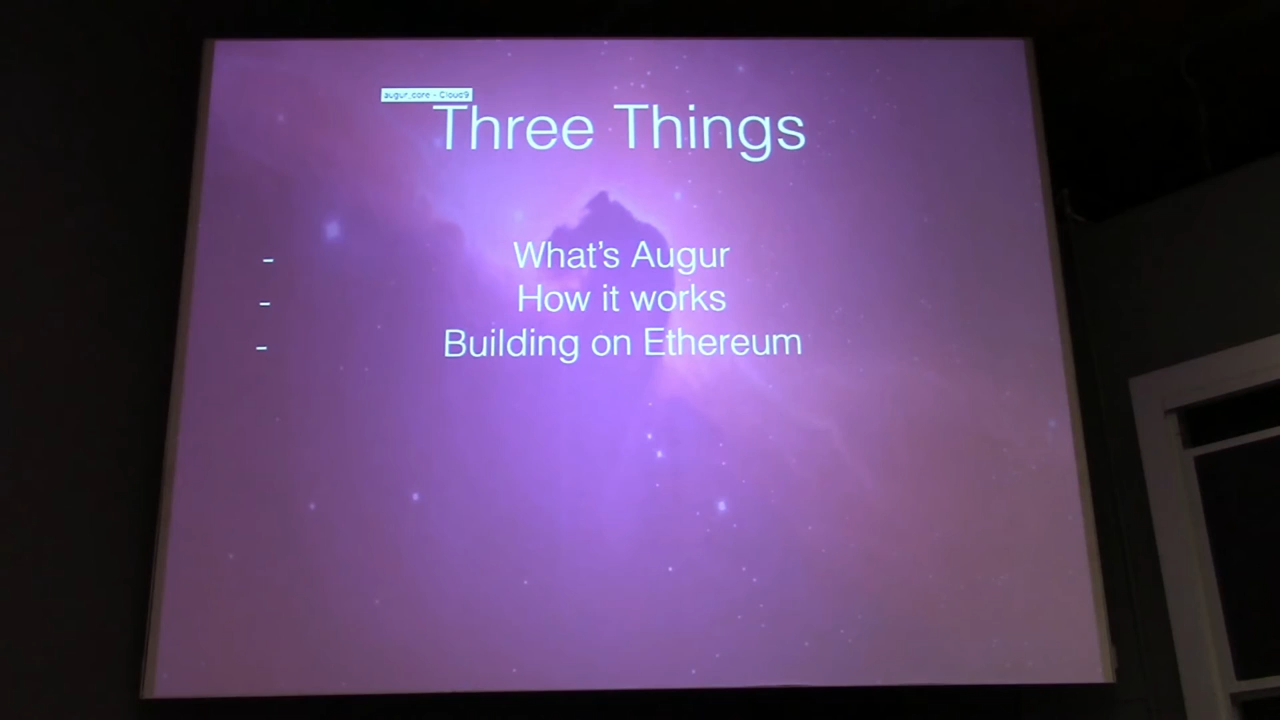 augur_core - Cloud9
Three Things
- What's Augur
- How it works
- Building on Ethereum